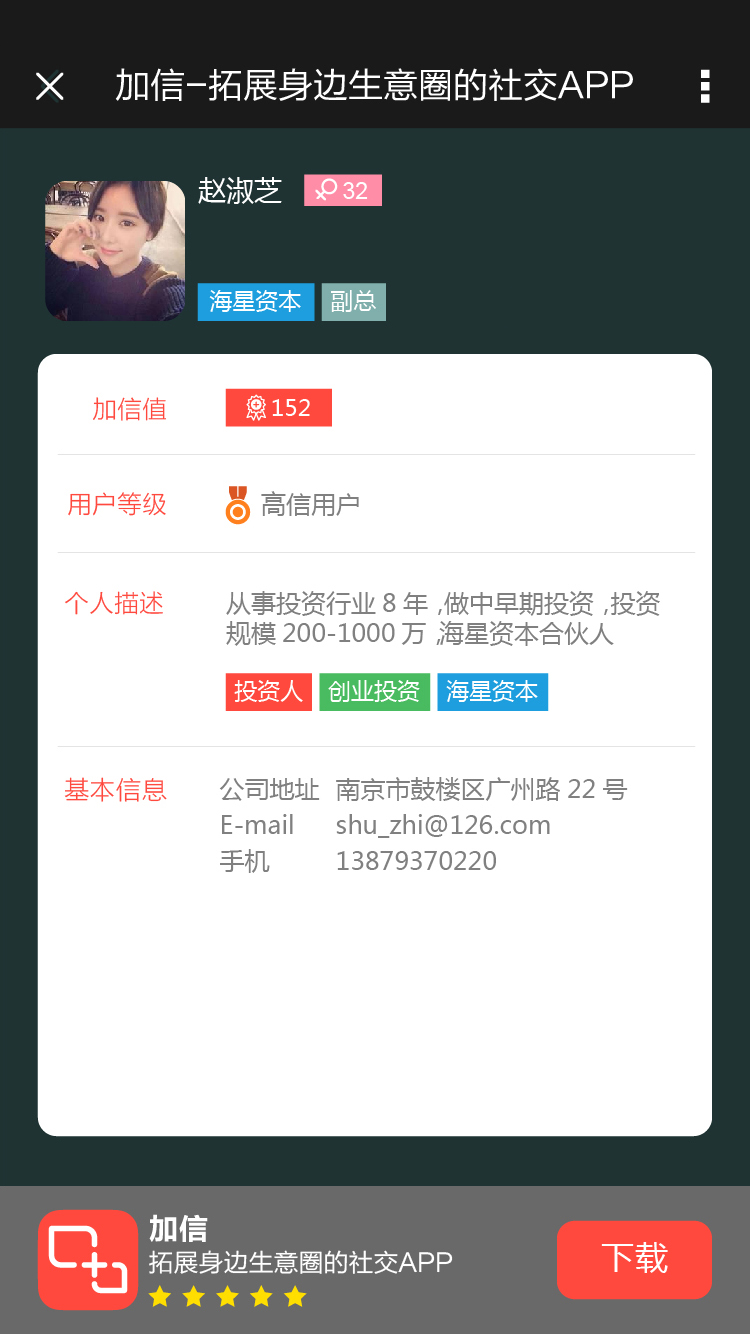 加信-拓展身边生意圈的社交APP
赵淑芝 32
海星资本 副总
加信值 152
用户等级 高信用户
个人描述 从事投资行业 8 年 ,做中早期投资 ,投资
规模 200-1000 万 ,海星资本合伙人
投资人 创业投资 海星资本
基本信息 公司地址 南京市鼓楼区广州路 22 号
E-mail shu_zhi@126.com
手机 13879370220
加信
拓展身边生意圈的社交APP
下载